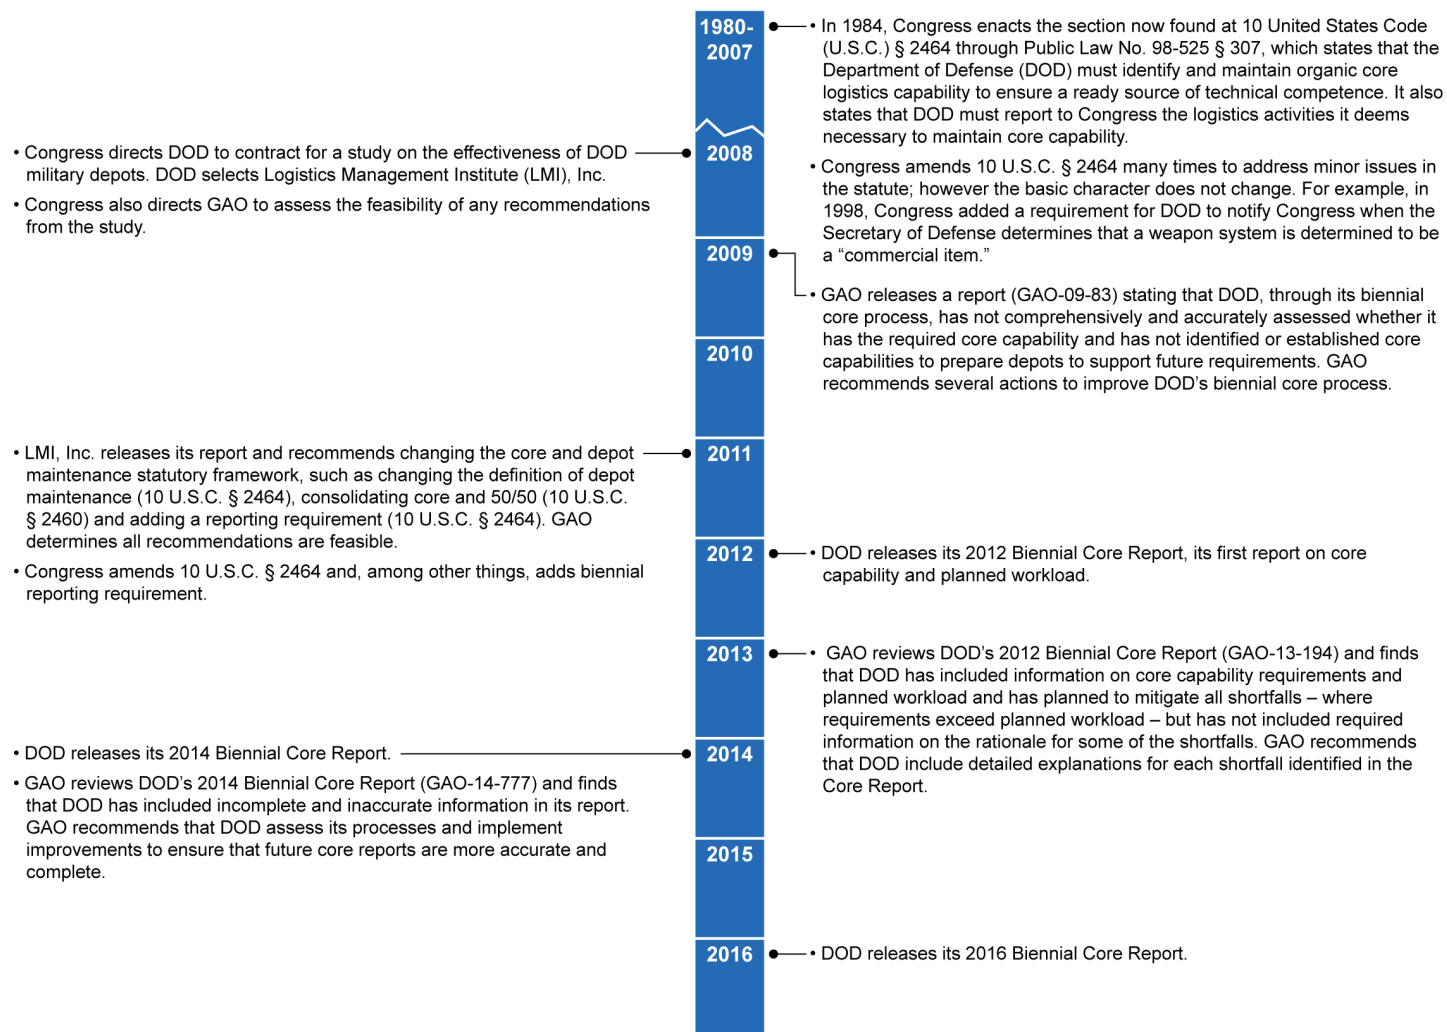 1980-
2007
• In 1984, Congress enacts the section now found at 10 United States Code
(U.S.C.) § 2464 through Public Law No. 98-525 § 307, which states that the
Department of Defense (DOD) must identify and maintain organic core
logistics capability to ensure a ready source of technical competence. It also
states that DOD must report to Congress the logistics activities it deems
necessary to maintain core capability.
• Congress amends 10 U.S.C. § 2464 many times to address minor issues in
the statute; however the basic character does not change. For example, in
1998, Congress added a requirement for DOD to notify Congress when the
Secretary of Defense determines that a weapon system is determined to be
a “commercial item.”
2008
• Congress directs DOD to contract for a study on the effectiveness of DOD
military depots. DOD selects Logistics Management Institute (LMI), Inc.
• Congress also directs GAO to assess the feasibility of any recommendations
from the study.
2009
• GAO releases a report (GAO-09-83) stating that DOD, through its biennial
core process, has not comprehensively and accurately assessed whether it
has the required core capability and has not identified or established core
capabilities to prepare depots to support future requirements. GAO
recommends several actions to improve DOD’s biennial core process.
2010
2011
• LMI, Inc. releases its report and recommends changing the core and depot
maintenance statutory framework, such as changing the definition of depot
maintenance (10 U.S.C. § 2464), consolidating core and 50/50 (10 U.S.C.
§ 2460) and adding a reporting requirement (10 U.S.C. § 2464). GAO
determines all recommendations are feasible.
• Congress amends 10 U.S.C. § 2464 and, among other things, adds biennial
reporting requirement.
2012
• DOD releases its 2012 Biennial Core Report, its first report on core
capability and planned workload.
2013
• GAO reviews DOD’s 2012 Biennial Core Report (GAO-13-194) and finds
that DOD has included information on core capability requirements and
planned workload and has planned to mitigate all shortfalls – where
requirements exceed planned workload – but has not included required
information on the rationale for some of the shortfalls. GAO recommends
that DOD include detailed explanations for each shortfall identified in the
Core Report.
2014
• DOD releases its 2014 Biennial Core Report.
• GAO reviews DOD’s 2014 Biennial Core Report (GAO-14-777) and finds
that DOD has included incomplete and inaccurate information in its report.
GAO recommends that DOD assess its processes and implement
improvements to ensure that future core reports are more accurate and
complete.
2015
2016
• DOD releases its 2016 Biennial Core Report.